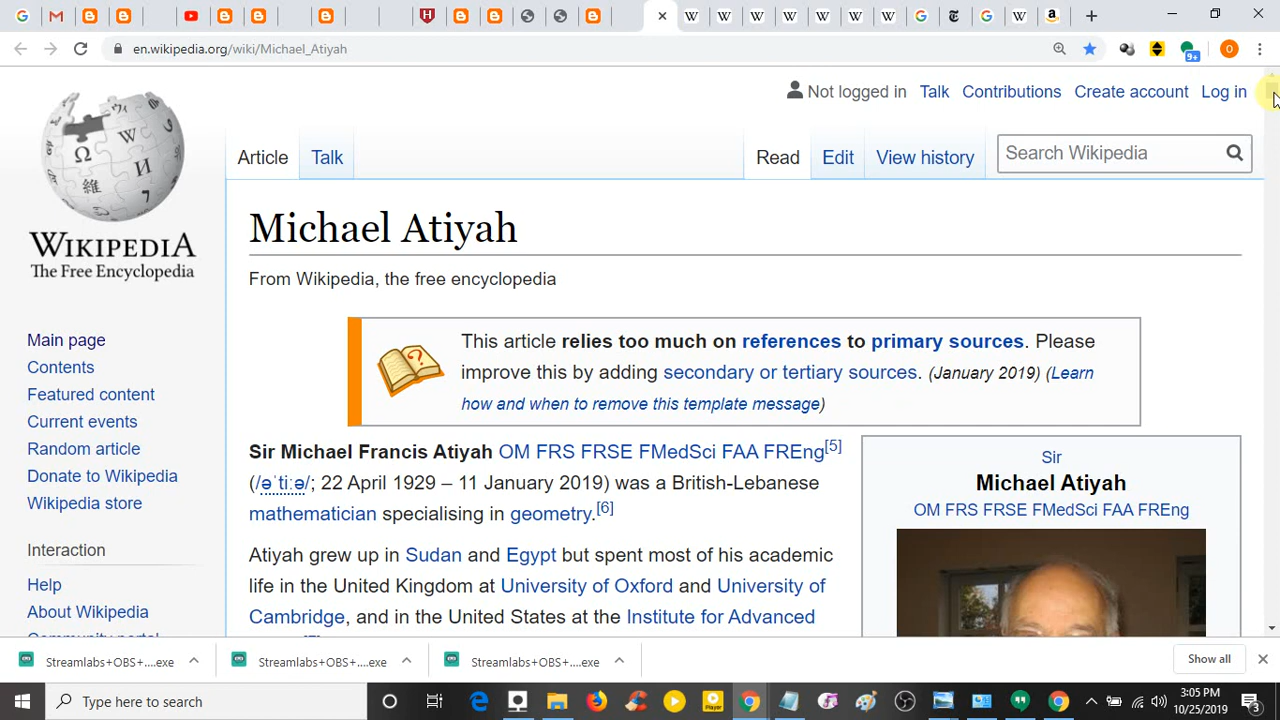 en.wikipedia.org/wiki/Michael_Atiyah
9+
O
Not logged in Talk Contributions Create account Log in
Article Talk Read Edit View history Search Wikipedia
WIKIPEDIA
The Free Encyclopedia
Michael Atiyah
From Wikipedia, the free encyclopedia
Main page
Contents
Featured content
Current events
Random article
Donate to Wikipedia
Wikipedia store
Interaction
Help
About Wikipedia
This article relies too much on references to primary sources. Please
improve this by adding secondary or tertiary sources. (January 2019) (Learn
how and when to remove this template message)
Sir Michael Francis Atiyah OM FRS FRSE FMedSci FAA FREng[5]
(/əˈtiːə/; 22 April 1929 – 11 January 2019) was a British-Lebanese
mathematician specialising in geometry.[6]
Atiyah grew up in Sudan and Egypt but spent most of his academic
life in the United Kingdom at University of Oxford and University of
Cambridge, and in the United States at the Institute for Advanced
Sir
Michael Atiyah
OM FRS FRSE FMedSci FAA FREng
Streamlabs+OBS+....exe Streamlabs+OBS+....exe Streamlabs+OBS+....exe Show all
Type here to search
Player
3:05 PM
10/25/2019
3